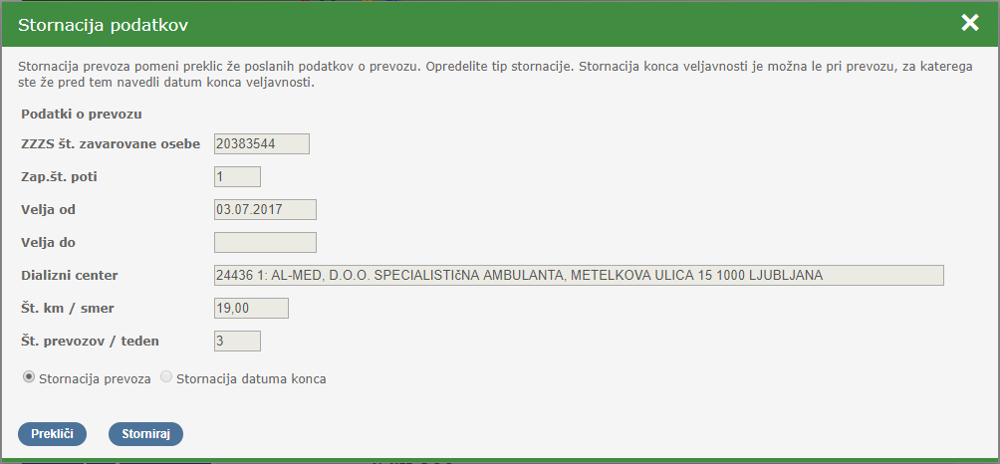 Stornacija podatkov
Stornacija prevoza pomeni preklic že poslanih podatkov o prevozu. Opredelite tip stornacije. Stornacija konca veljavnosti je možna le pri prevozu, za katerega
ste že pred tem navedli datum konca veljavnosti.
Podatki o prevozu
ZZZS št. zavarovane osebe 20383544
Zap.št. poti 1
Velja od 03.07.2017
Velja do
Dializni center 24436 1: AL-MED, D.O.O. SPECIALISTIčNA AMBULANTA, METELKOVA ULICA 15 1000 LJUBLJANA
Št. km / smer 19,00
Št. prevozov / teden 3
Stornacija prevoza Stornacija datuma konca
Prekliči Storniraj